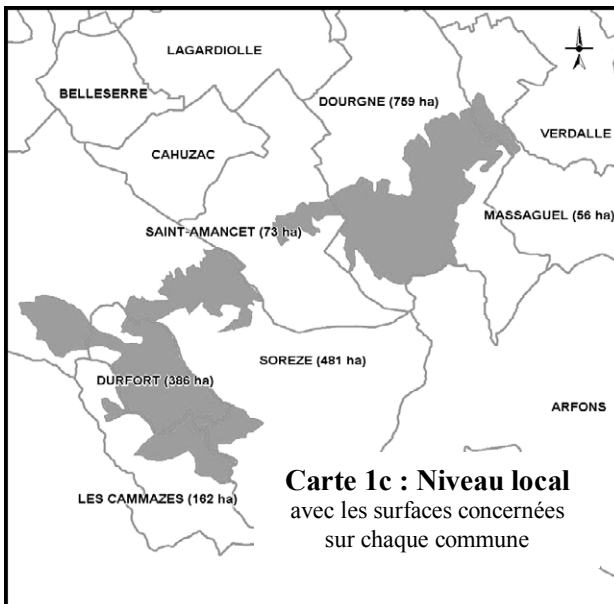 LAGARDIOLLE
BELLESERRE
DOURGNE (759 ha)
VERDALLE
CAHUZAC
MASSAGUEL (56 ha)
SAINT-AMANCET (73 ha)
SOREZE (481 ha)
DURFORT (386 ha)
ARFONS
LES CAMMAZES (162 ha)
Carte 1c : Niveau local
avec les surfaces concernées
sur chaque commune